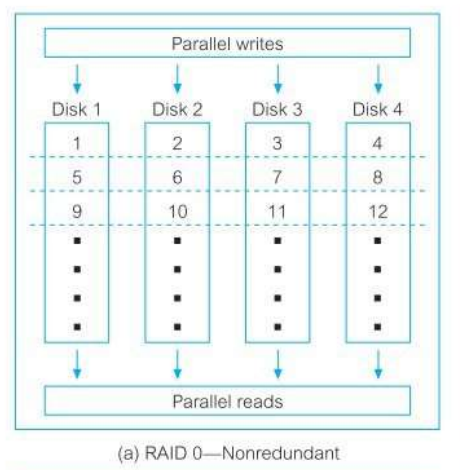 Parallel writes
Disk 1 Disk 2 Disk 3 Disk 4
1 2 3 4
5 6 7 8
9 10 11 12
Parallel reads
(a) RAID 0—Nonredundant